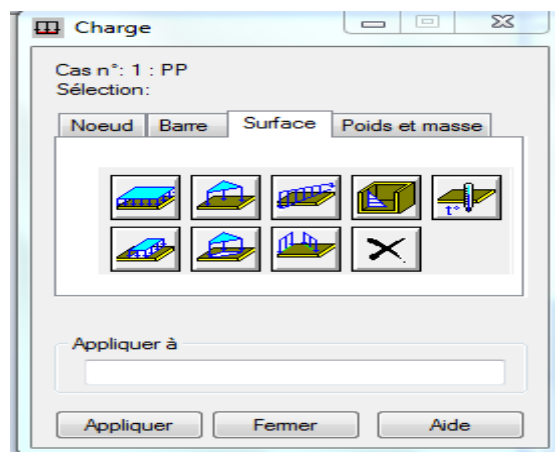 Charge
Cas n°: 1 : PP
Sélection:
Noeud Barre Surface Poids et masse
t°
Appliquer à
Appliquer Fermer Aide